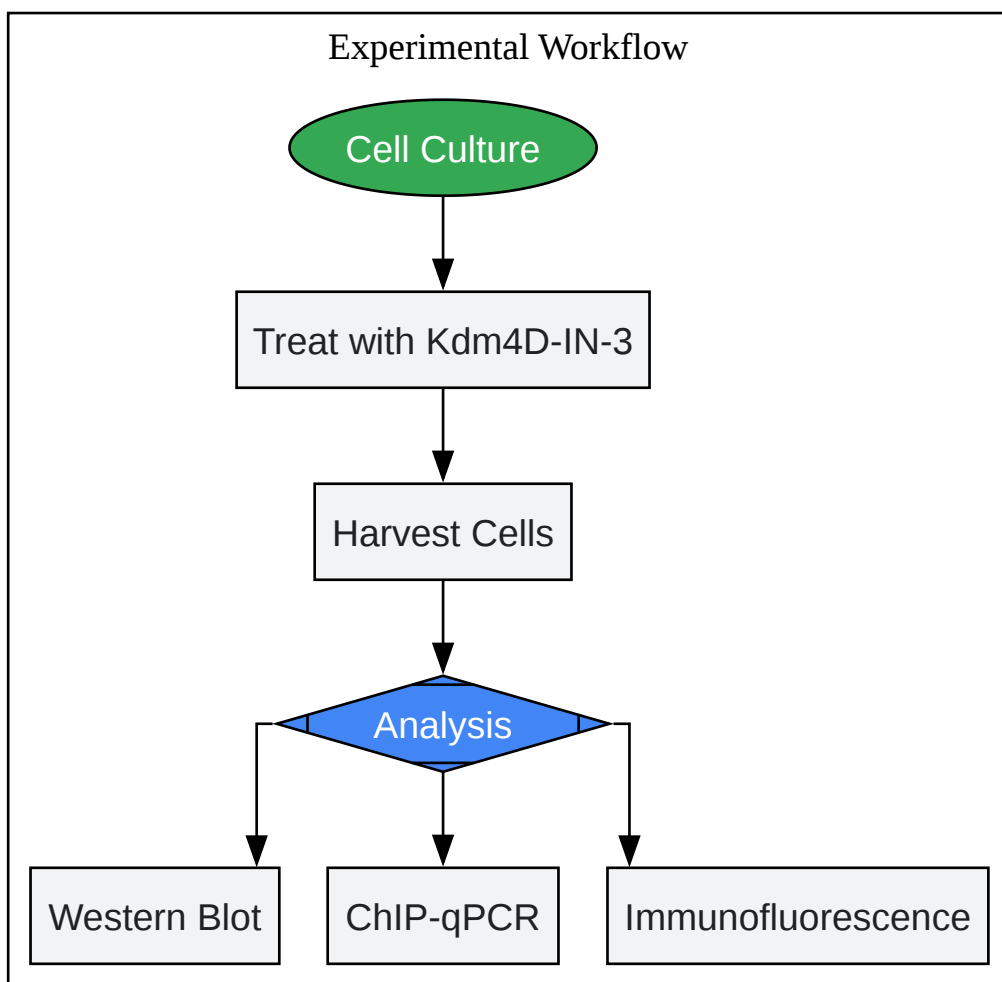 Experimental Workflow
Cell Culture
Treat with Kdm4D-IN-3
Harvest Cells
Analysis
Western Blot
ChIP-qPCR
Immunofluorescence